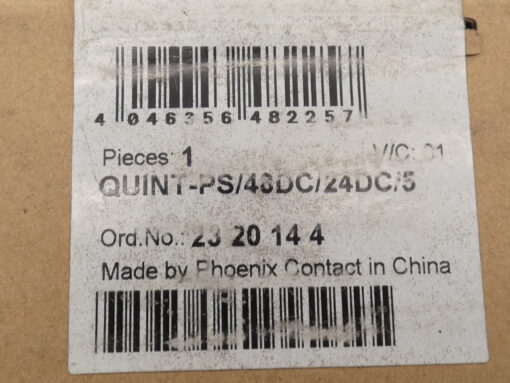 4 046356 482257
Pieces: 1 V/C: 01
QUINT-PS/48DC/24DC/5
Ord.No.: 23 20 14 4
Made by Phoenix Contact in China